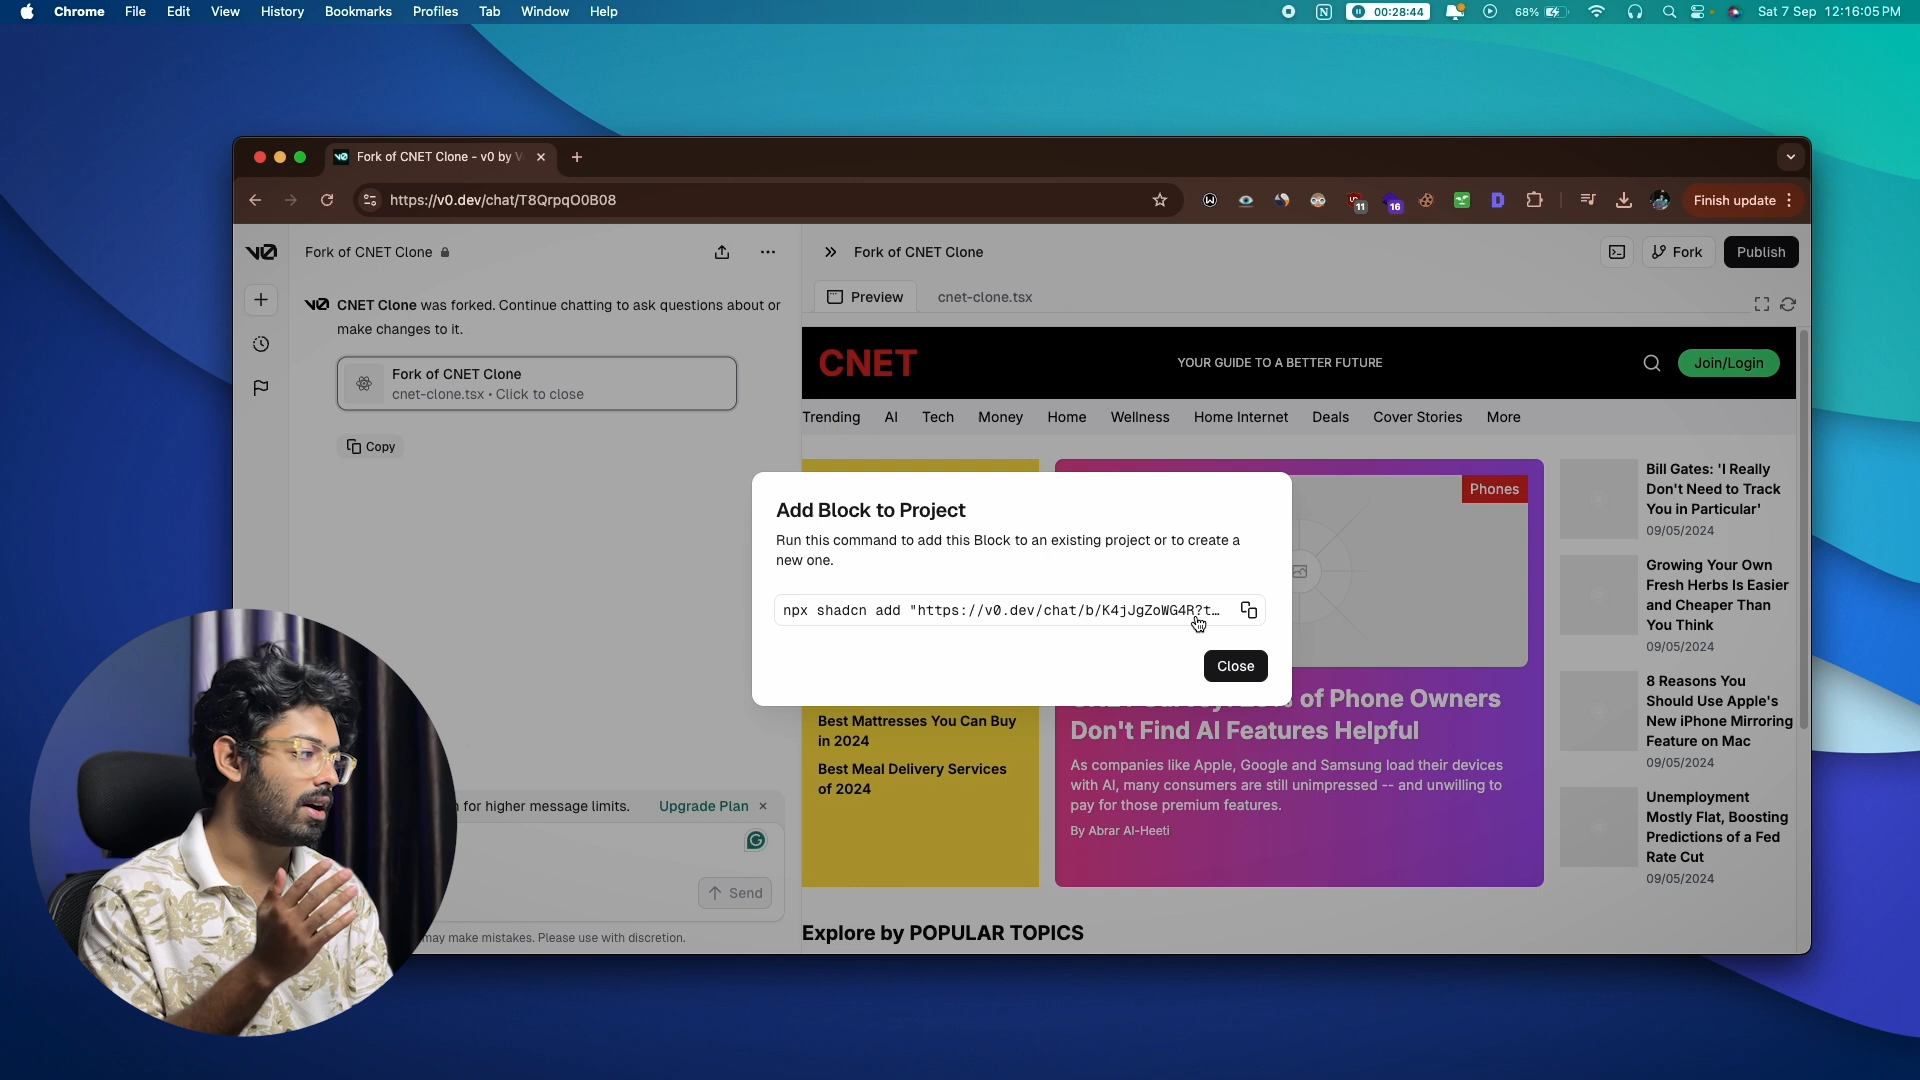 Chrome File Edit View History Bookmarks Profiles Tab Window Help
00:28:44 68% Sat 7 Sep 12:16:05 PM
Fork of CNET Clone - v0 by V
https://v0.dev/chat/T8QrpqO0B08
11
16
Finish update
v0
Fork of CNET Clone
Fork of CNET Clone
Fork
Publish
v0 CNET Clone was forked. Continue chatting to ask questions about or
make changes to it.
Fork of CNET Clone
cnet-clone.tsx • Click to close
Copy
for higher message limits. Upgrade Plan
Send
may make mistakes. Please use with discretion.
Preview
cnet-clone.tsx
CNET
YOUR GUIDE TO A BETTER FUTURE
Join/Login
Trending AI Tech Money Home Wellness Home Internet Deals Cover Stories More
Add Block to Project
Run this command to add this Block to an existing project or to create a
new one.
npx shadcn add "https://v0.dev/chat/b/K4jJgZoWG4R?t…
Close
Best Mattresses You Can Buy
in 2024
Best Meal Delivery Services
of 2024
Phones
of Phone Owners
Don't Find AI Features Helpful
As companies like Apple, Google and Samsung load their devices
with AI, many consumers are still unimpressed -- and unwilling to
pay for those premium features.
By Abrar Al-Heeti
Bill Gates: 'I Really
Don't Need to Track
You in Particular'
09/05/2024
Growing Your Own
Fresh Herbs Is Easier
and Cheaper Than
You Think
09/05/2024
8 Reasons You
Should Use Apple's
New iPhone Mirroring
Feature on Mac
09/05/2024
Unemployment
Mostly Flat, Boosting
Predictions of a Fed
Rate Cut
09/05/2024
Explore by POPULAR TOPICS